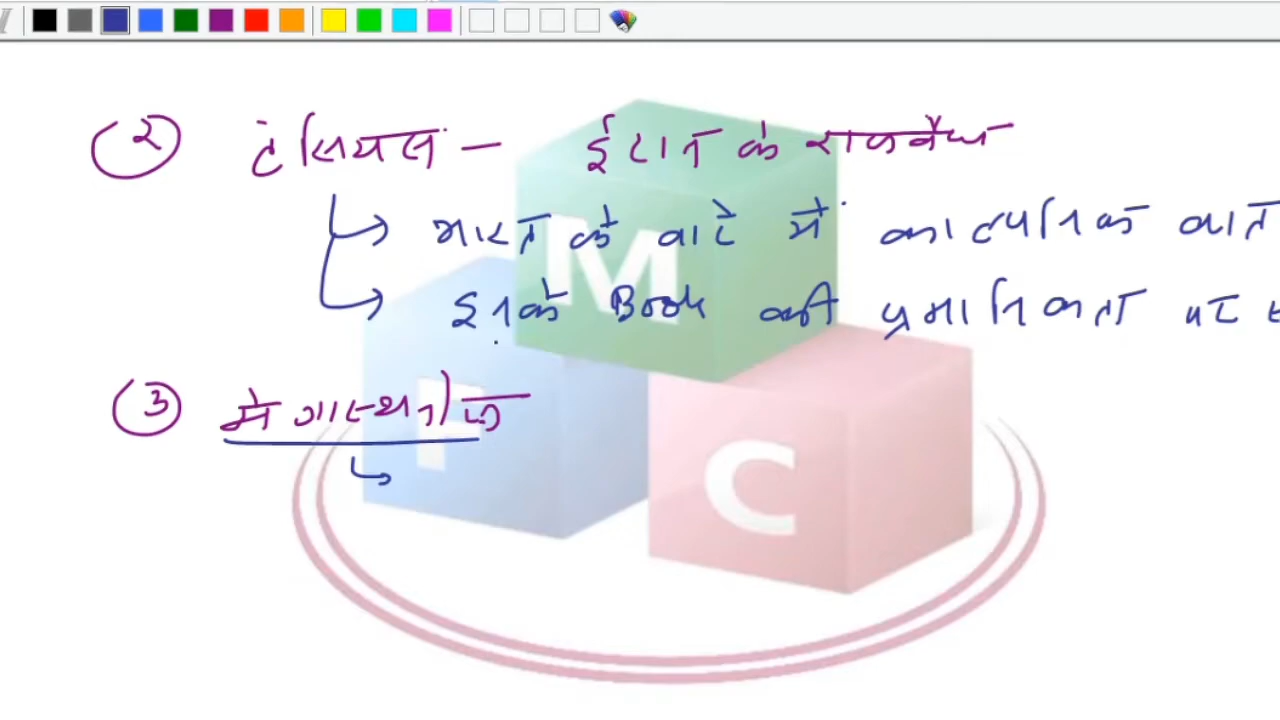 ② टेसियस - ईरान के राजवैध
↳ भारत के बारे में काल्पनिक बातें
↳ इनके Book की प्रमानिकता पर
③ मेगास्थनीज
↳
M
F
C